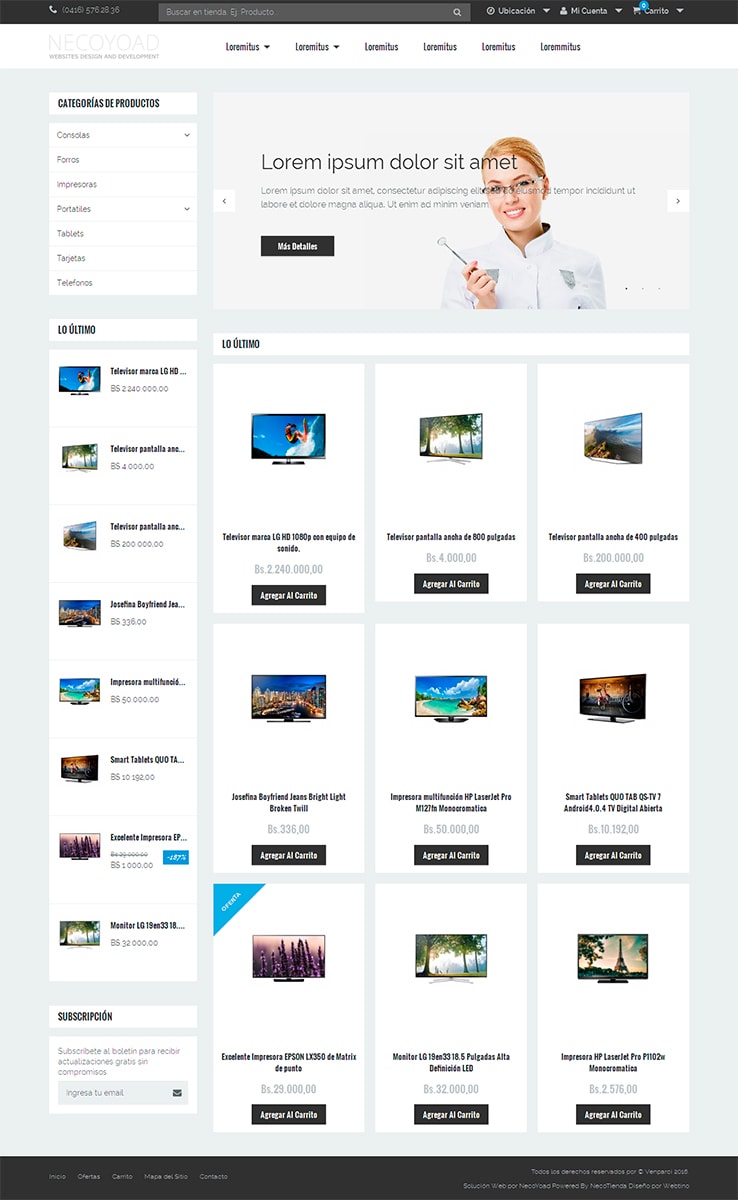 (0416) 576.28.36
Buscar en tienda. Ej: Producto.
Ubicación
Mi Cuenta
0
Carrito
NECOYOAD
WEBSITES DESIGN AND DEVELOPMENT
Loremitus
Loremitus
Loremitus
Loremitus
Loremitus
Loremmitus
CATEGORÍAS DE PRODUCTOS
Consolas
Forros
Impresoras
Portatiles
Tablets
Tarjetas
Telefonos
Lorem ipsum dolor sit amet
Lorem ipsum dolor sit amet, consectetur adipiscing elit, sed do eiusmod tempor incididunt ut
et dolore magna aliqua. Ut enim ad minim veniam
Más Detalles
LO ÚLTIMO
Televisor marca LG HD ...
BS 2.240.000,00
Televisor pantalla anc...
BS 4.000,00
Televisor pantalla anc...
BS 200.000,00
Josefina Boyfriend Jea...
BS 336,00
Impresora multifunció...
BS 50.000,00
Smart Tablets QUO TA...
BS 10.192,00
Excelente Impresora EP...
Bs 29.000,00
BS 1.000,00
-187%
Monitor LG 19en33 18....
BS 32.000,00
SUBSCRIPCIÓN
Subscríbete al boletin para recibir
actualizaciones gratis sin
compromisos
Ingresa tu email
LO ÚLTIMO
Televisor marca LG HD 1080p con equipo de
sonido.
Bs.2.240.000,00
Agregar Al Carrito
Televisor pantalla ancha de 800 pulgadas
Bs.4.000,00
Agregar Al Carrito
Televisor pantalla ancha de 400 pulgadas
Bs.200.000,00
Agregar Al Carrito
Josefina Boyfriend Jeans Bright Light
Broken Twill
Bs.336,00
Agregar Al Carrito
Impresora multifunción HP LaserJet Pro
M127fn Monocromatica
Bs.50.000,00
Agregar Al Carrito
Smart Tablets QUO TAB QS-TV 7
Android4.0.4 TV Digital Abierta
Bs.10.192,00
Agregar Al Carrito
OFERTA
Excelente Impresora EPSON LX350 de Matrix
de punto
Bs.29.000,00
Agregar Al Carrito
Monitor LG 19en33 18.5 Pulgadas Alta
Definición LED
Bs.32.000,00
Agregar Al Carrito
Impresora HP LaserJet Pro P1102w
Monocromatica
Bs.2.576,00
Agregar Al Carrito
Inicio
Ofertas
Carrito
Mapa del Sitio
Contacto
Todos los derechos reservados por © Venparci 2016.
Solución Web por NecoYoad Powered By NecoTienda Diseño por Webtino